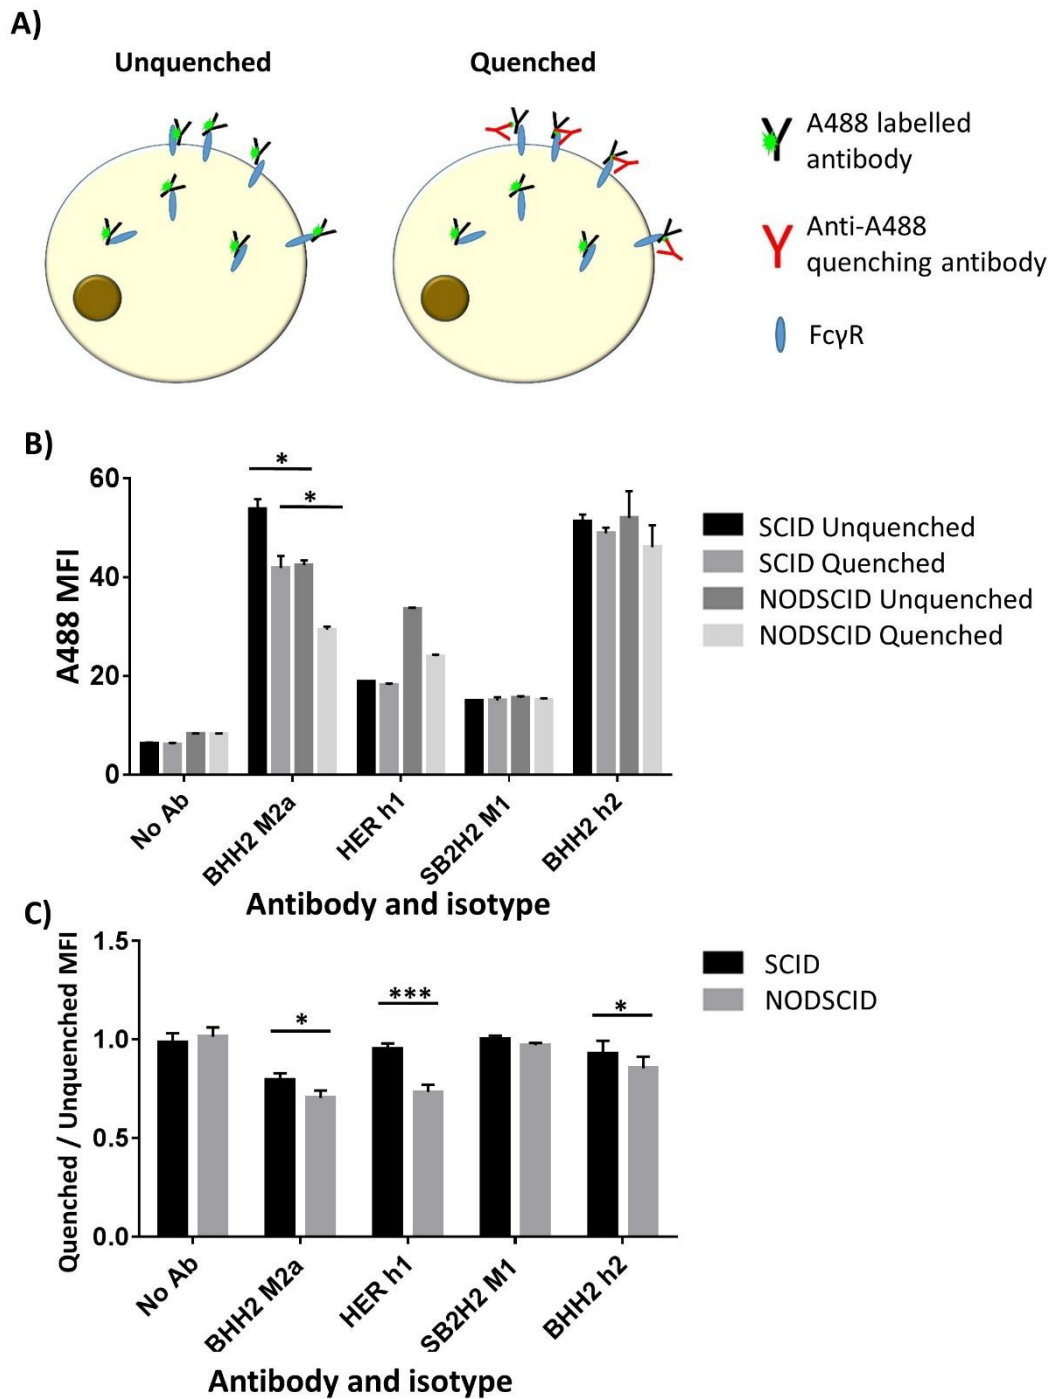 A)
Unquenched
Quenched
A488 labelled
antibody
Anti-A488
quenching antibody
FcγR
B)
*
*
60
40
20
0
A488 MFI
No Ab
BHH2 M2a
HER h1
SB2H2 M1
BHH2 h2
Antibody and isotype
SCID Unquenched
SCID Quenched
NODSCID Unquenched
NODSCID Quenched
C)
*
***
*
1.5
1.0
0.5
0.0
Quenched / Unquenched MFI
No Ab
BHH2 M2a
HER h1
SB2H2 M1
BHH2 h2
Antibody and isotype
SCID
NODSCID